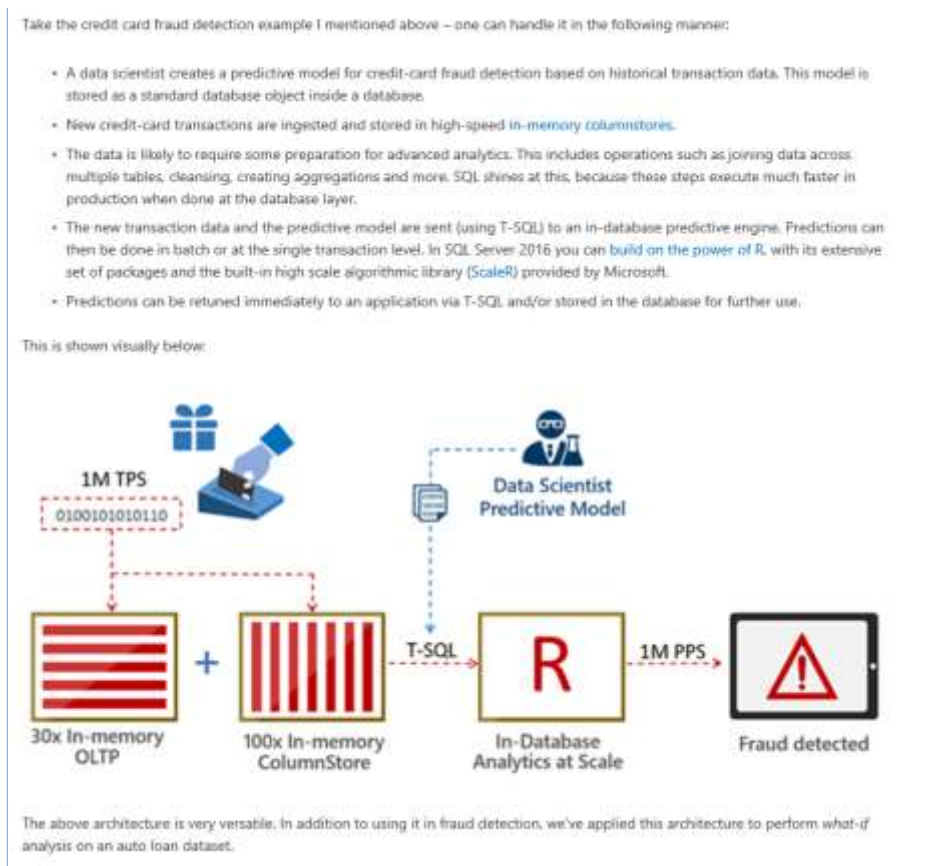 Take the credit card fraud detection example I mentioned above – one can handle it in the following manner:
• A data scientist creates a predictive model for credit-card fraud detection based on historical transaction data. This model is
stored as a standard database object inside a database.
• New credit-card transactions are ingested and stored in high-speed in-memory columnstores.
• The data is likely to require some preparation for advanced analytics. This includes operations such as joining data across
multiple tables, cleansing, creating aggregations and more. SQL shines at this, because these steps execute much faster in
production when done at the database layer.
• The new transaction data and the predictive model are sent (using T-SQL) to an in-database predictive engine. Predictions can
then be done in batch or at the single transaction level. In SQL Server 2016 you can build on the power of R, with its extensive
set of packages and the built-in high scale algorithmic library (ScaleR) provided by Microsoft.
• Predictions can be retuned immediately to an application via T-SQL and/or stored in the database for further use.
This is shown visually below:
1M TPS
0100101010110
Data Scientist
Predictive Model
+
T-SQL
R
1M PPS
30x In-memory
OLTP
100x In-memory
ColumnStore
In-Database
Analytics at Scale
Fraud detected
The above architecture is very versatile. In addition to using it in fraud detection, we've applied this architecture to perform what-if
analysis on an auto loan dataset.